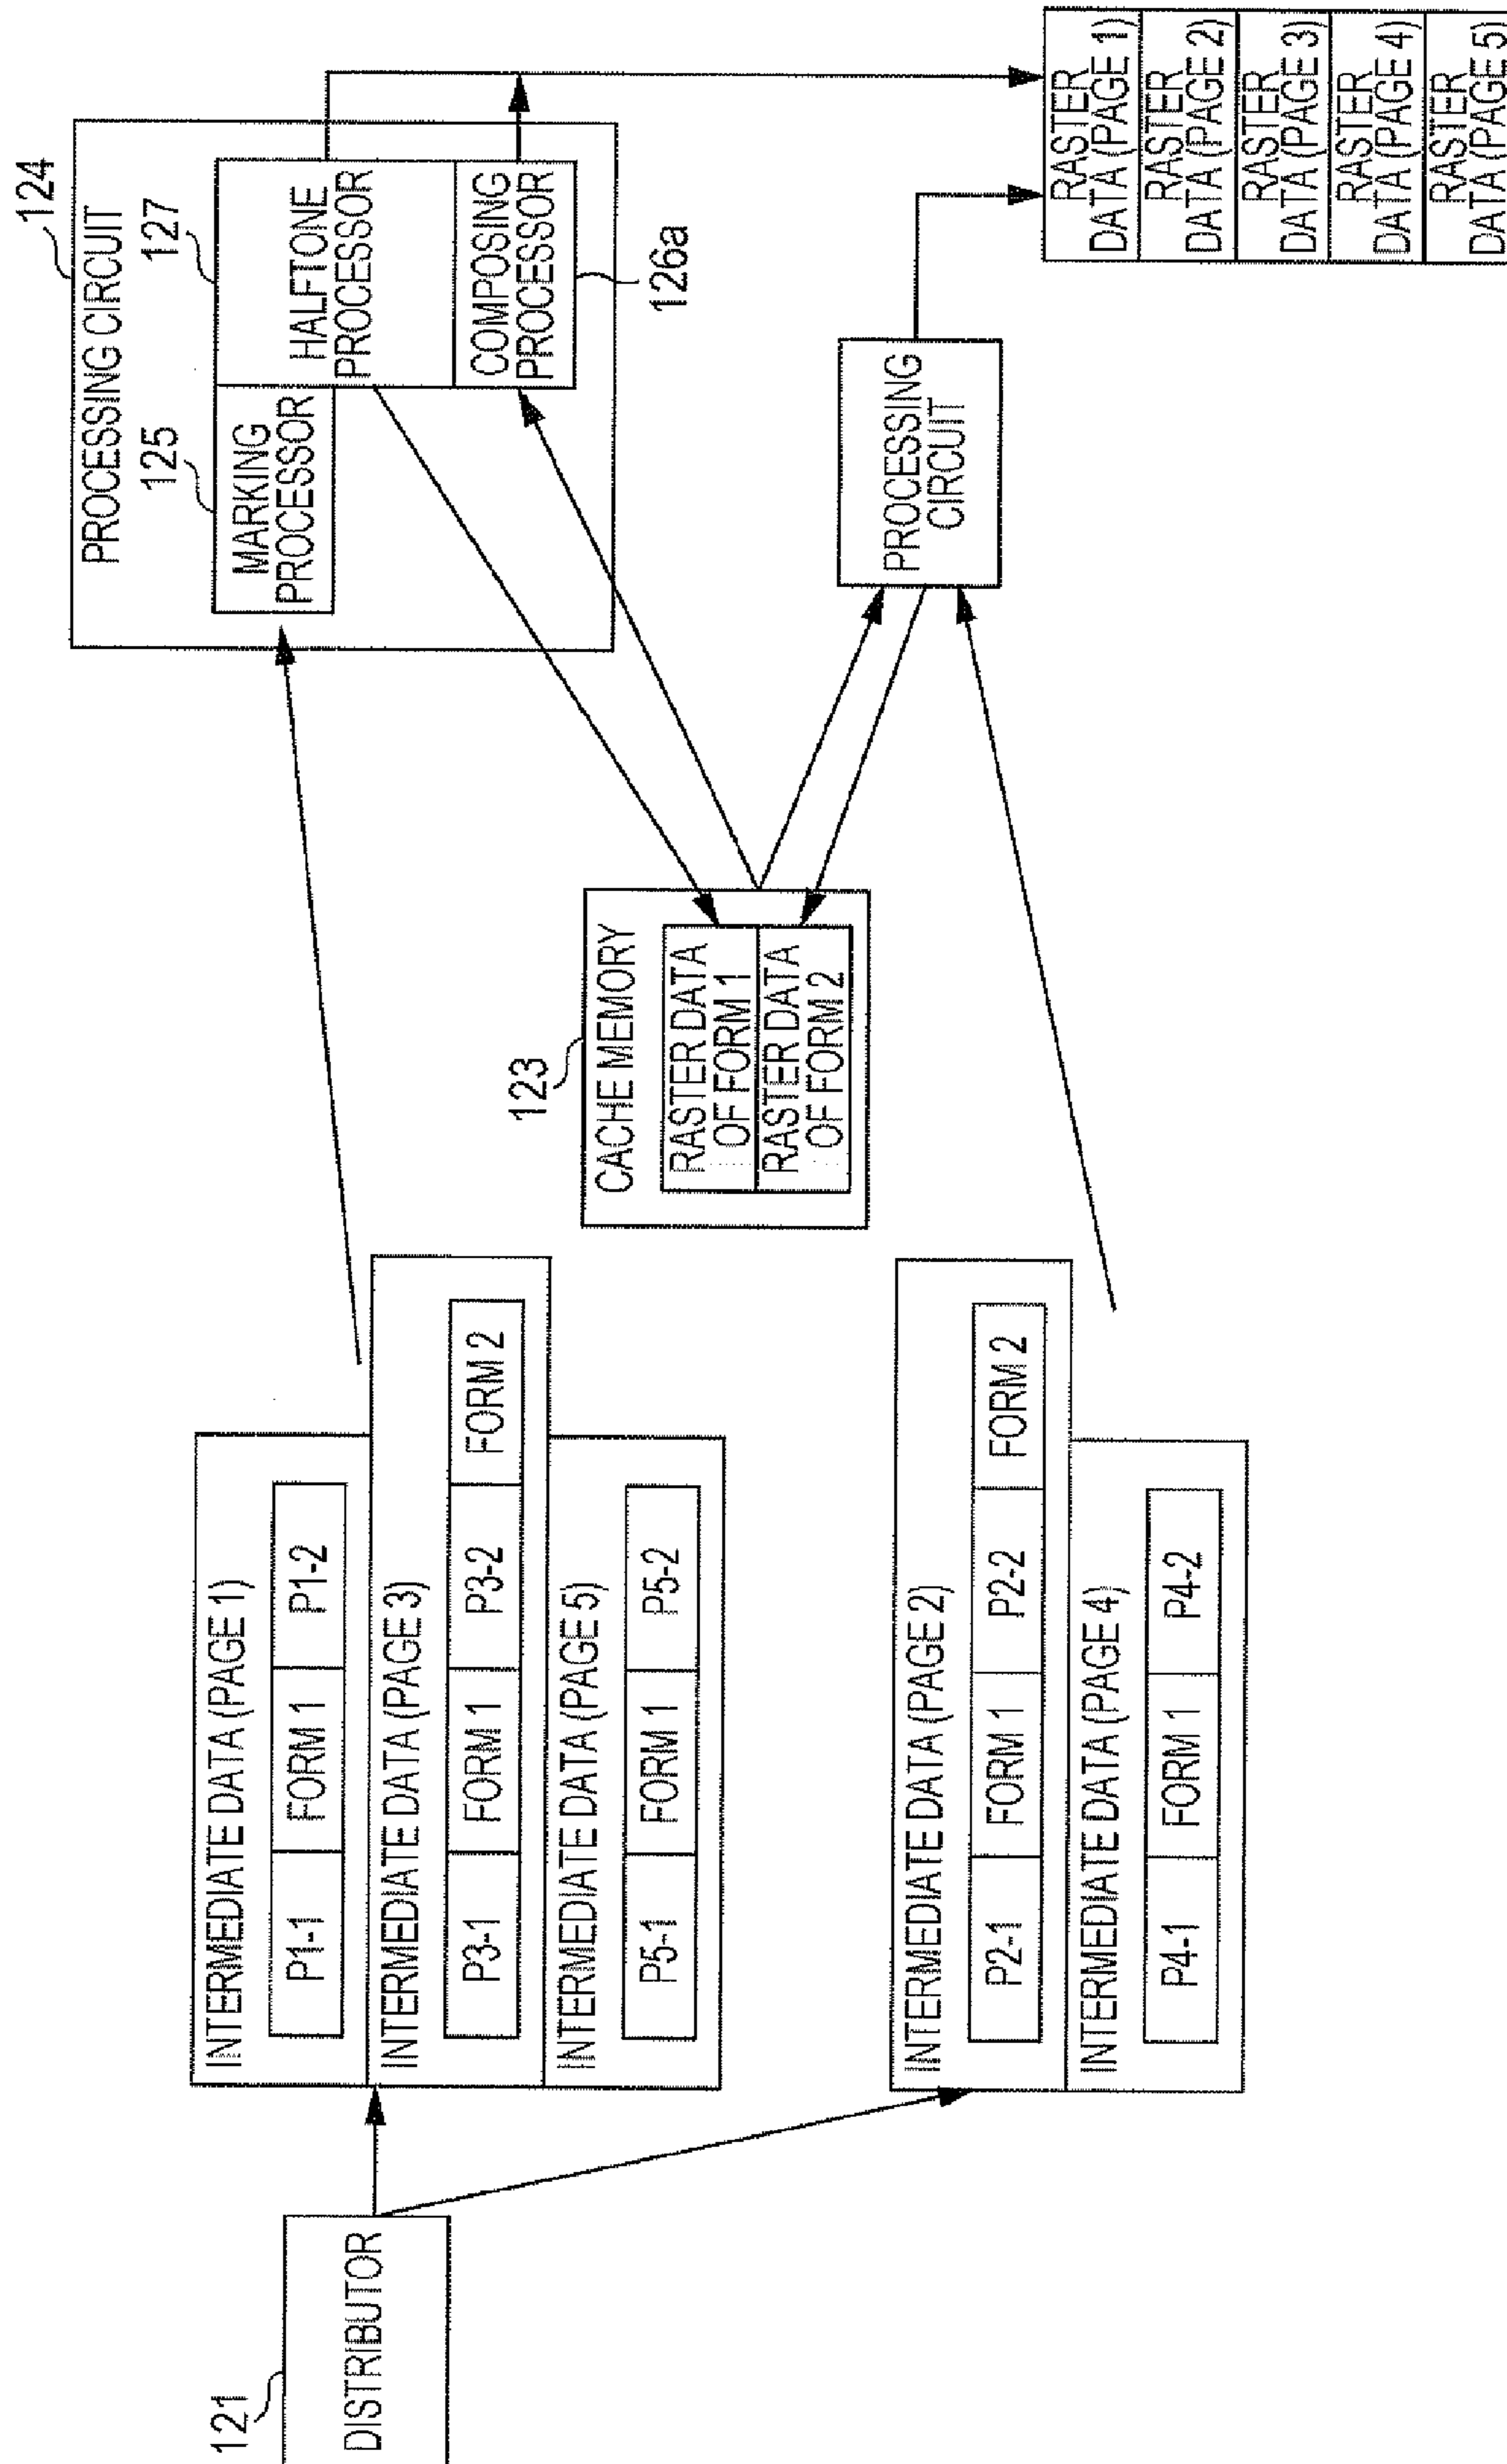 121
DISTRIBUTOR
INTERMEDIATE DATA (PAGE 1)
P1-1
FORM 1
P1-2
INTERMEDIATE DATA (PAGE 3)
P3-1
FORM 1
P3-2
FORM 2
INTERMEDIATE DATA (PAGE 5)
P5-1
FORM 1
P5-2
INTERMEDIATE DATA (PAGE 2)
P2-1
FORM 1
P2-2
FORM 2
INTERMEDIATE DATA (PAGE 4)
P4-1
FORM 1
P4-2
123
CACHE MEMORY
RASTER DATA
OF FORM 1
RASTER DATA
OF FORM 2
124
PROCESSING CIRCUIT
125
MARKING
PROCESSOR
127
HALFTONE
PROCESSOR
COMPOSING
PROCESSOR
126a
PROCESSING
CIRCUIT
RASTER
DATA (PAGE 1)
RASTER
DATA (PAGE 2)
RASTER
DATA (PAGE 3)
RASTER
DATA (PAGE 4)
RASTER
DATA (PAGE 5)